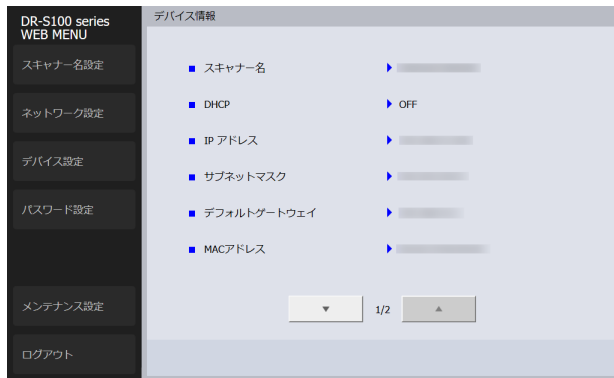 DR-S100 series
WEB MENU
スキャナー名設定
ネットワーク設定
デバイス設定
パスワード設定
メンテナンス設定
ログアウト
デバイス情報
スキャナー名
DHCP
OFF
IP アドレス
サブネットマスク
デフォルトゲートウェイ
MACアドレス
1/2